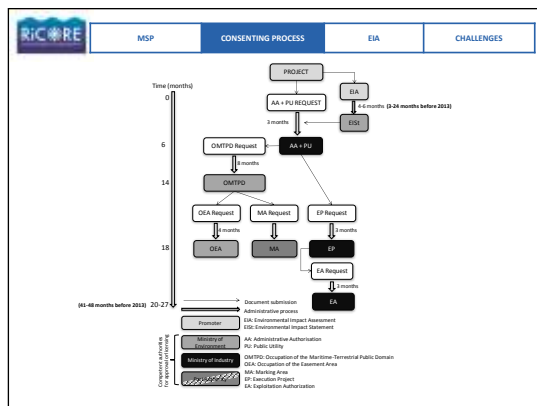 RiCORE
MSP
CONSENTING PROCESS
EIA
CHALLENGES
Time (months)
0
6
14
18
20-27
(41-48 months before 2013)
PROJECT
EIA
AA + PU REQUEST
4-6 months (3-24 months before 2013)
3 months
EISt
OMTPD Request
AA + PU
8 months
OMTPD
OEA Request
MA Request
EP Request
4 months
3 months
OEA
MA
EP
EA Request
3 months
EA
Document submission
Administrative process
Promoter
EIA: Environmental Impact Assessment
EISt: Environmental Impact Statement
Competent authorities for approval or licensing
Ministry of Environment
AA: Administrative Authorisation
PU: Public Utility
Ministry of Industry
OMTPD: Occupation of the Maritime-Terrestrial Public Domain
OEA: Occupation of the Easement Area
MA: Marking Area
EP: Execution Project
EA: Exploitation Authorization